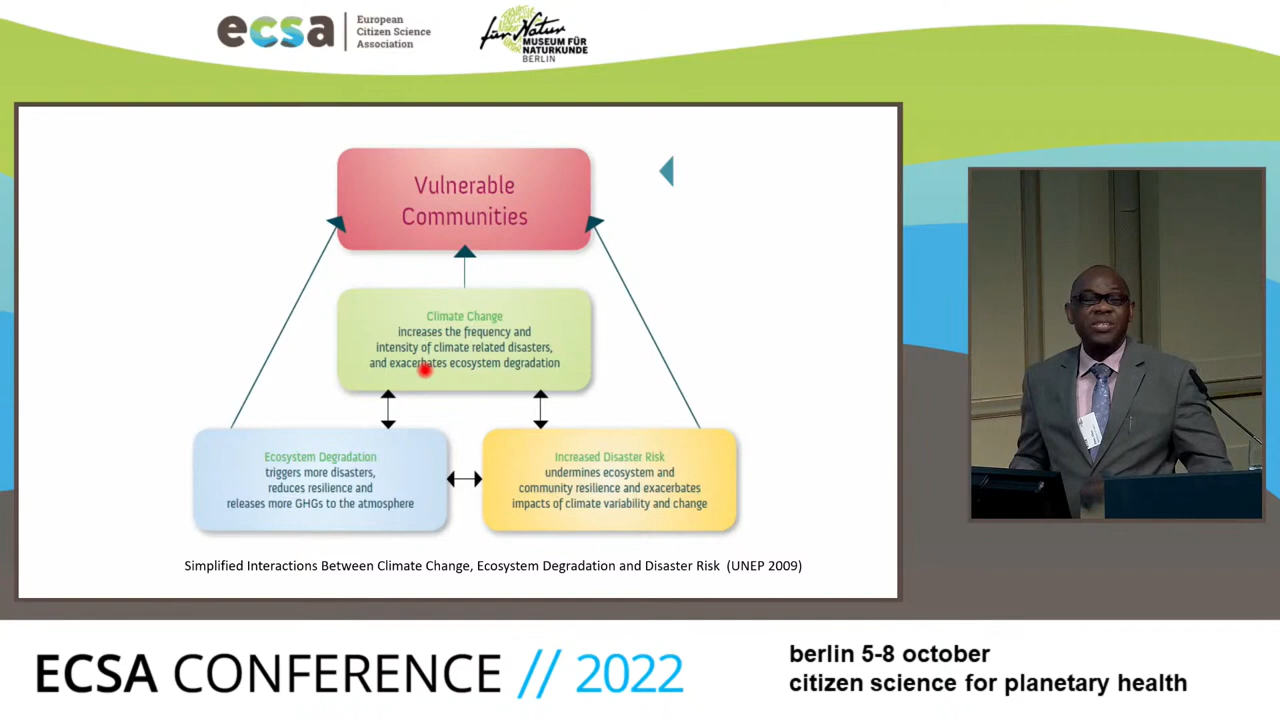 ecsa
European
Citizen Science
Association
für Natur
MUSEUM FÜR
NATURKUNDE
BERLIN
Vulnerable
Communities
Climate Change
increases the frequency and
intensity of climate related disasters,
and exacerbates ecosystem degradation
Ecosystem Degradation
triggers more disasters,
reduces resilience and
releases more GHGs to the atmosphere
Increased Disaster Risk
undermines ecosystem and
community resilience and exacerbates
impacts of climate variability and change
Simplified Interactions Between Climate Change, Ecosystem Degradation and Disaster Risk (UNEP 2009)
ECSA CONFERENCE // 2022
berlin 5-8 october
citizen science for planetary health